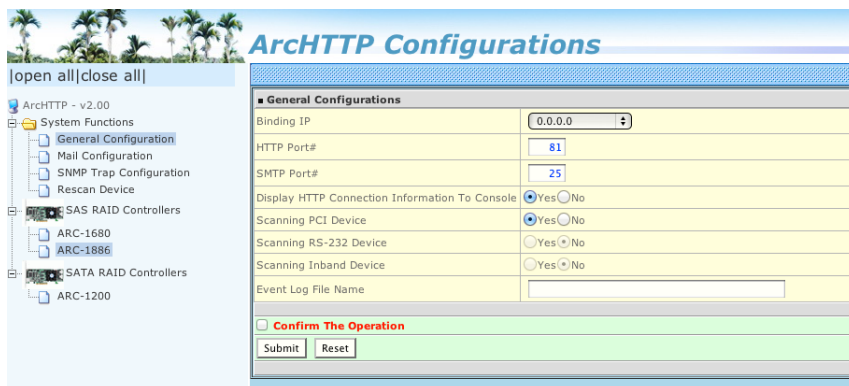 ArcHTTP Configurations
|open all|close all|
ArcHTTP - v2.00
System Functions
General Configuration
Mail Configuration
SNMP Trap Configuration
Rescan Device
SAS RAID Controllers
ARC-1680
ARC-1886
SATA RAID Controllers
ARC-1200
General Configurations
Binding IP 0.0.0.0
HTTP Port# 81
SMTP Port# 25
Display HTTP Connection Information To Console Yes No
Scanning PCI Device Yes No
Scanning RS-232 Device Yes No
Scanning Inband Device Yes No
Event Log File Name
Confirm The Operation
Submit Reset